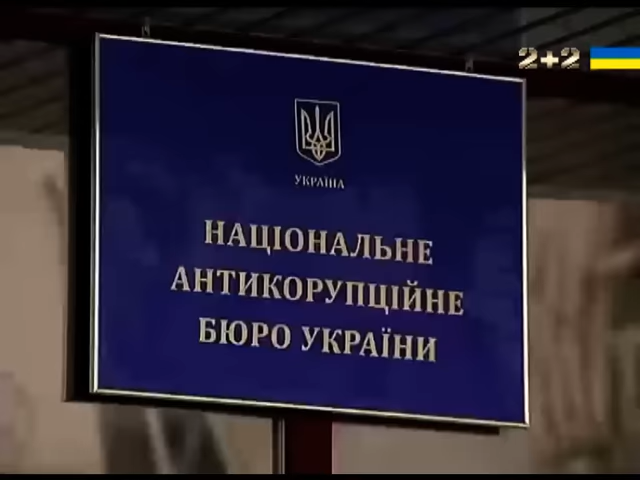 2+2
УКРАЇНА
НАЦІОНАЛЬНЕ
АНТИКОРУПЦІЙНЕ
БЮРО УКРАЇНИ